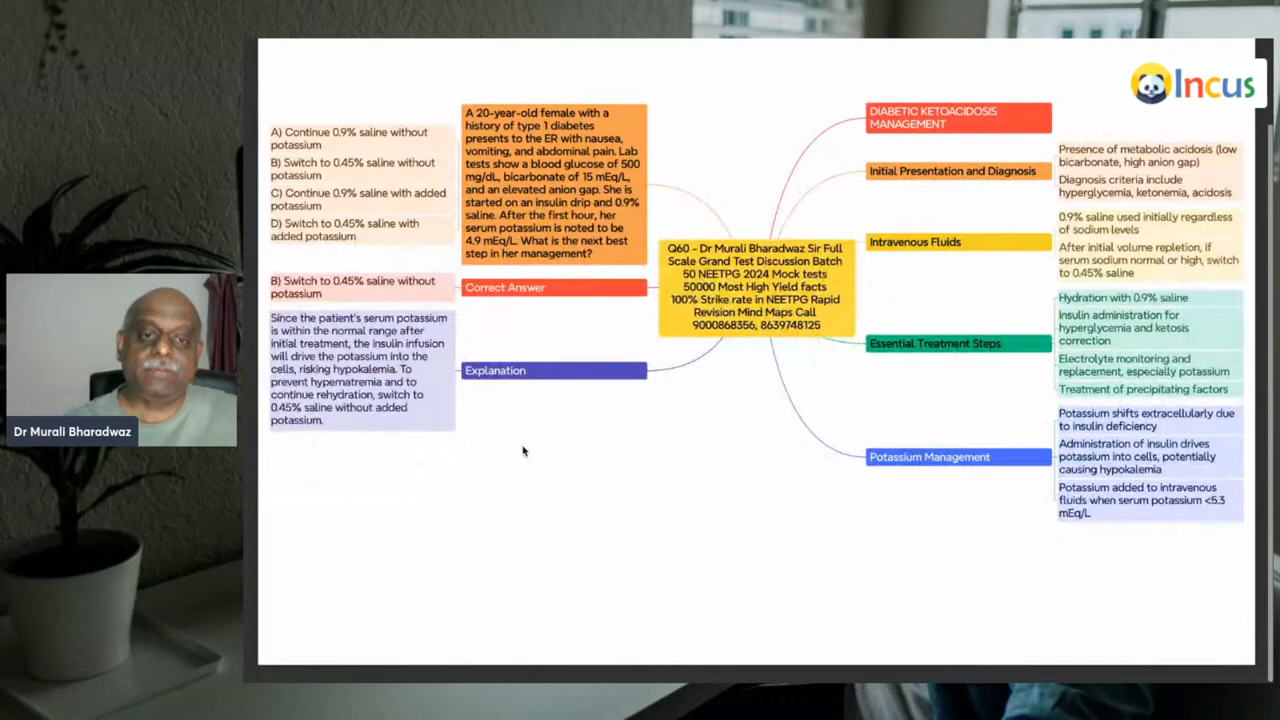 Incus
A) Continue 0.9% saline without
potassium
B) Switch to 0.45% saline without
potassium
C) Continue 0.9% saline with added
potassium
D) Switch to 0.45% saline with
added potassium
A 20-year-old female with a
history of type 1 diabetes
presents to the ER with nausea,
vomiting, and abdominal pain. Lab
tests show a blood glucose of 500
mg/dL, bicarbonate of 15 mEq/L,
and an elevated anion gap. She is
started on an insulin drip and 0.9%
saline. After the first hour, her
serum potassium is noted to be
4.9 mEq/L. What is the next best
step in her management?
B) Switch to 0.45% saline without
potassium
Correct Answer
Since the patient's serum potassium
is within the normal range after
initial treatment, the insulin infusion
will drive the potassium into the
cells, risking hypokalemia. To
prevent hypernatremia and to
continue rehydration, switch to
0.45% saline without added
potassium.
Explanation
Q60 - Dr Murali Bharadwaz Sir Full
Scale Grand Test Discussion Batch
50 NEETPG 2024 Mock tests
50000 Most High Yield facts
100% Strike rate in NEETPG Rapid
Revision Mind Maps Call
9000868356, 8639748125
DIABETIC KETOACIDOSIS
MANAGEMENT
Initial Presentation and Diagnosis
Presence of metabolic acidosis (low
bicarbonate, high anion gap)
Diagnosis criteria include
hyperglycemia, ketonemia, acidosis
Intravenous Fluids
0.9% saline used initially regardless
of sodium levels
After initial volume repletion, if
serum sodium normal or high, switch
to 0.45% saline
Essential Treatment Steps
Hydration with 0.9% saline
Insulin administration for
hyperglycemia and ketosis
correction
Electrolyte monitoring and
replacement, especially potassium
Treatment of precipitating factors
Potassium Management
Potassium shifts extracellularly due
to insulin deficiency
Administration of insulin drives
potassium into cells, potentially
causing hypokalemia
Potassium added to intravenous
fluids when serum potassium <5.3
mEq/L
Dr Murali Bharadwaz